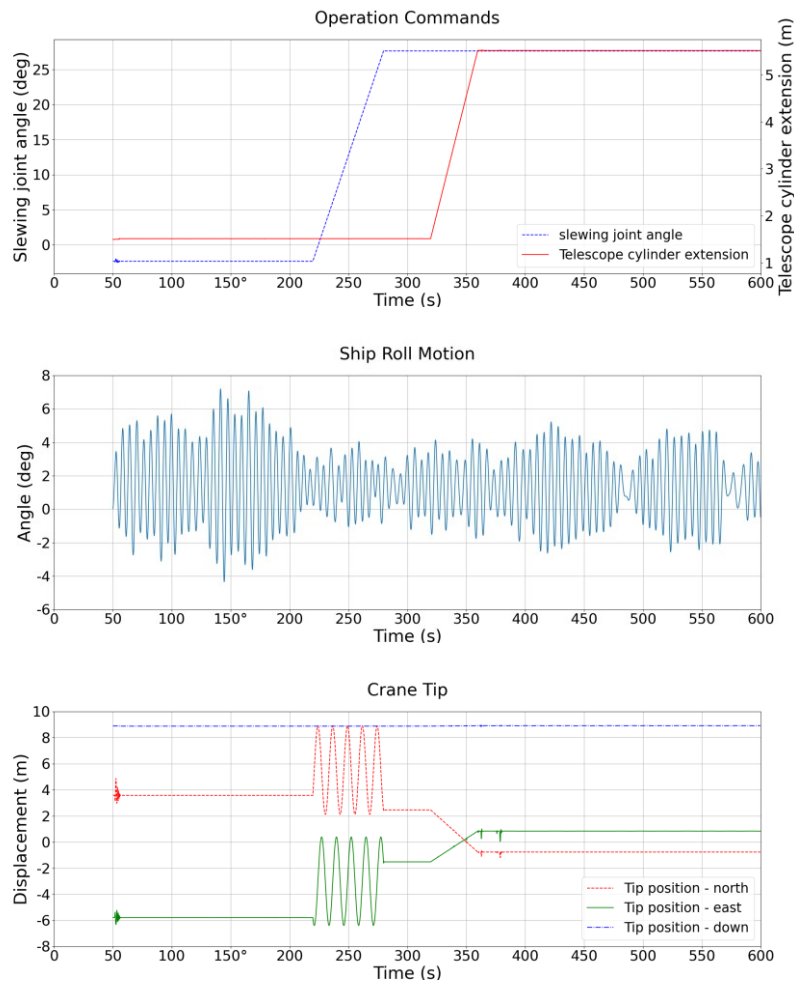 Operation Commands
Slewing joint angle (deg)
25
20
15
10
5
0
5
4
3
2
1
Telescope cylinder extension (m)
slewing joint angle
Telescope cylinder extension
0 50 100 150° 200 250 300 350 400 450 500 550 600
Time (s)
Ship Roll Motion
Angle (deg)
8
6
4
2
0
-2
-4
-6
0 50 100 150° 200 250 300 350 400 450 500 550 600
Time (s)
Crane Tip
Displacement (m)
10
8
6
4
2
0
-2
-4
-6
-8
Tip position - north
Tip position - east
Tip position - down
0 50 100 150° 200 250 300 350 400 450 500 550 600
Time (s)